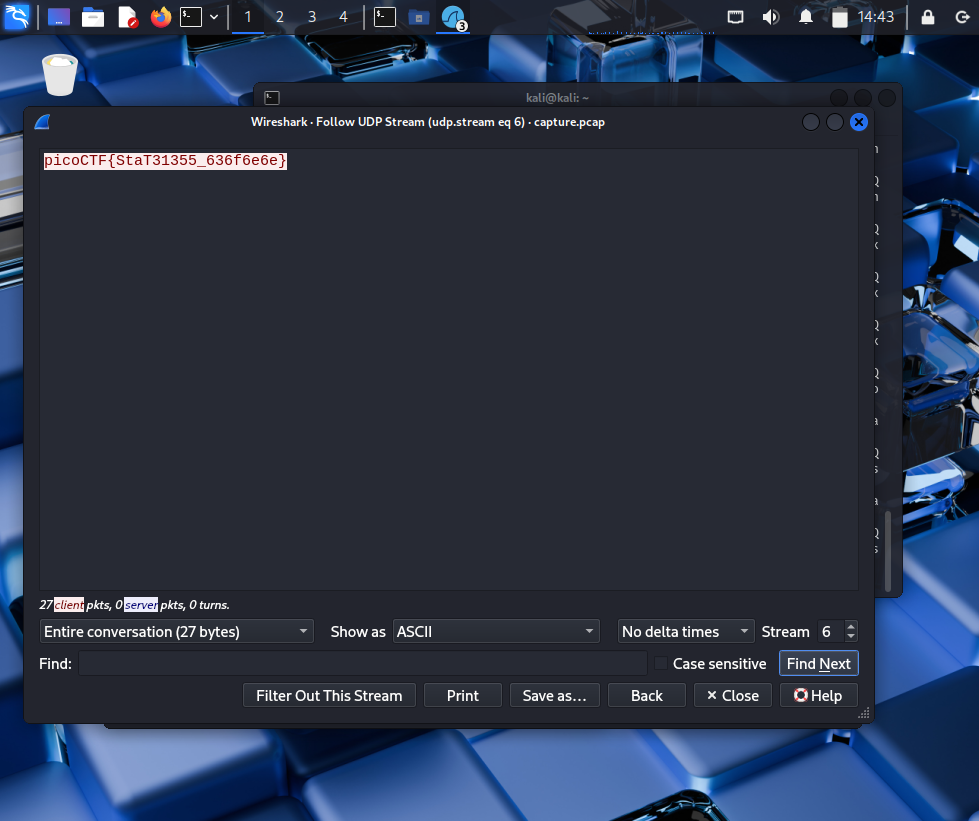 1 2 3 4 3 14:43
kali@kali: ~
Wireshark · Follow UDP Stream (udp.stream eq 6) · capture.pcap
picoCTF{StaT31355_636f6e6e}
27 client pkts, 0 server pkts, 0 turns.
Entire conversation (27 bytes) Show as ASCII No delta times Stream 6
Find: Case sensitive Find Next
Filter Out This Stream Print Save as… Back × Close Help